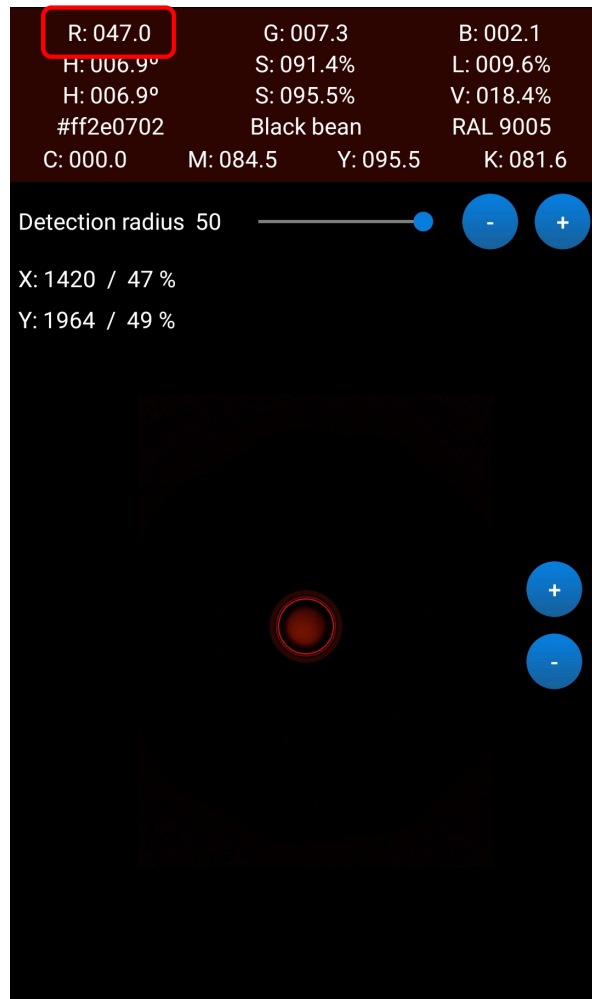 R: 047.0 G: 007.3 B: 002.1
H: 006.9º S: 091.4% L: 009.6%
H: 006.9º S: 095.5% V: 018.4%
#ff2e0702 Black bean RAL 9005
C: 000.0 M: 084.5 Y: 095.5 K: 081.6
Detection radius 50 - +
X: 1420 / 47 %
Y: 1964 / 49 %
+
-